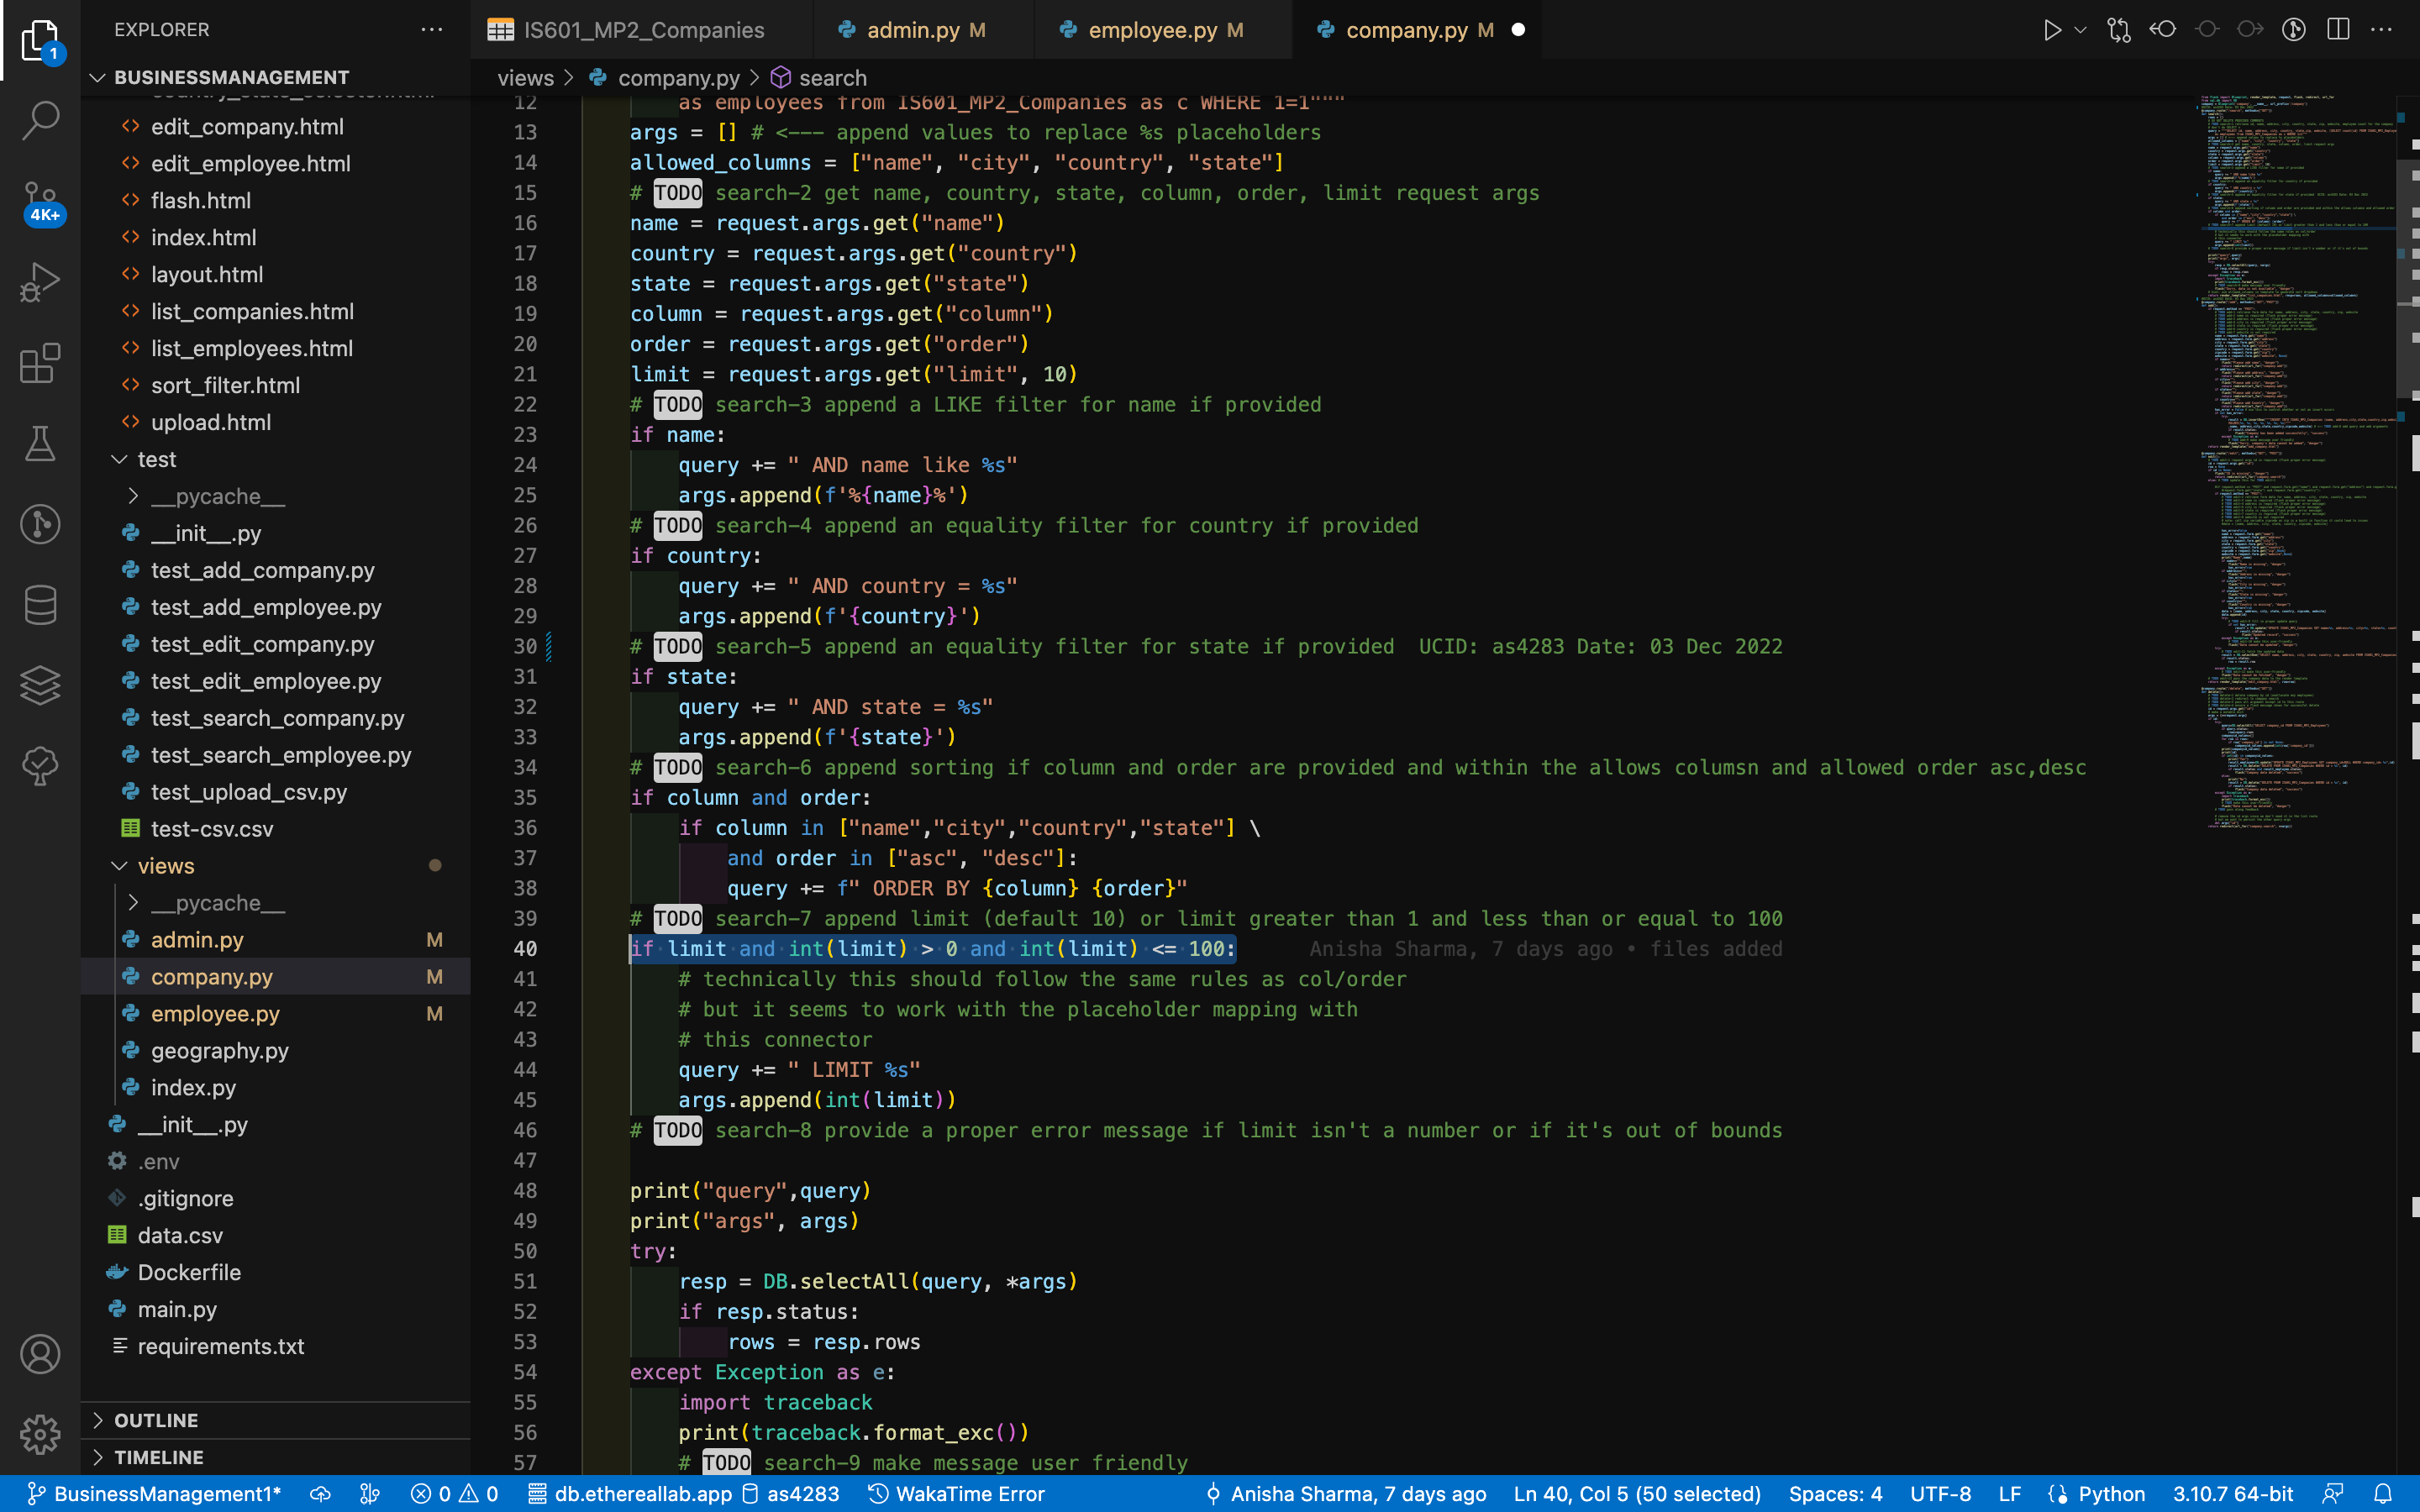 EXPLORER
BUSINESSMANAGEMENT
edit_company.html
edit_employee.html
flash.html
index.html
layout.html
list_companies.html
list_employees.html
sort_filter.html
upload.html
test
__pycache__
__init__.py
test_add_company.py
test_add_employee.py
test_edit_company.py
test_edit_employee.py
test_search_company.py
test_search_employee.py
test_upload_csv.py
test-csv.csv
views
__pycache__
admin.py M
company.py M
employee.py M
geography.py
index.py
__init__.py
.env
.gitignore
data.csv
Dockerfile
main.py
requirements.txt
OUTLINE
TIMELINE
1
4K+
IS601_MP2_Companies
admin.py M
employee.py M
company.py M
views > company.py > search
12 as employees from IS601_MP2_Companies as c WHERE 1=1"""
13 args = [] # <--- append values to replace %s placeholders
14 allowed_columns = ["name", "city", "country", "state"]
15 # TODO search-2 get name, country, state, column, order, limit request args
16 name = request.args.get("name")
17 country = request.args.get("country")
18 state = request.args.get("state")
19 column = request.args.get("column")
20 order = request.args.get("order")
21 limit = request.args.get("limit", 10)
22 # TODO search-3 append a LIKE filter for name if provided
23 if name:
24 query += " AND name like %s"
25 args.append(f'%{name}%')
26 # TODO search-4 append an equality filter for country if provided
27 if country:
28 query += " AND country = %s"
29 args.append(f'{country}')
30 # TODO search-5 append an equality filter for state if provided  UCID: as4283 Date: 03 Dec 2022
31 if state:
32 query += " AND state = %s"
33 args.append(f'{state}')
34 # TODO search-6 append sorting if column and order are provided and within the allows columsn and allowed order asc,desc
35 if column and order:
36 if column in ["name","city","country","state"] \
37 and order in ["asc", "desc"]:
38 query += f" ORDER BY {column} {order}"
39 # TODO search-7 append limit (default 10) or limit greater than 1 and less than or equal to 100
40 if limit and int(limit) > 0 and int(limit) <= 100: Anisha Sharma, 7 days ago • files added
41 # technically this should follow the same rules as col/order
42 # but it seems to work with the placeholder mapping with
43 # this connector
44 query += " LIMIT %s"
45 args.append(int(limit))
46 # TODO search-8 provide a proper error message if limit isn't a number or if it's out of bounds
47
48 print("query",query)
49 print("args", args)
50 try:
51 resp = DB.selectAll(query, *args)
52 if resp.status:
53 rows = resp.rows
54 except Exception as e:
55 import traceback
56 print(traceback.format_exc())
57 # TODO search-9 make message user friendly
BusinessManagement1* 0 0 db.ethereallab.app as4283 WakaTime Error Anisha Sharma, 7 days ago Ln 40, Col 5 (50 selected) Spaces: 4 UTF-8 LF Python 3.10.7 64-bit